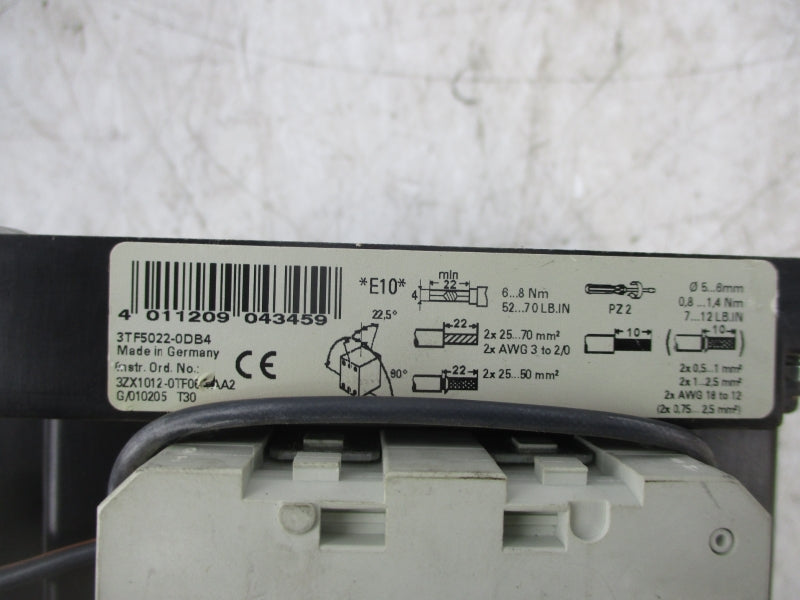 4 011209 043459
3TF5022-0DB4
Made in Germany
Instr. Ord. No.:
G/010205 T30
CE
*E10*
22,5°
80°
min
22
4
6...8 Nm
52...70 LB.IN
22
2x 25...70 mm²
2x AWG 3 to 2/0
22
2x 25...50 mm²
PZ 2
Ø 5...6mm
0,8...1,4 Nm
7...12 LB.IN
10
(10)
2x 0,5...1 mm²
2x 1...2,5 mm²
2x AWG 18 to 12
(2x 0,75...2,5 mm²)